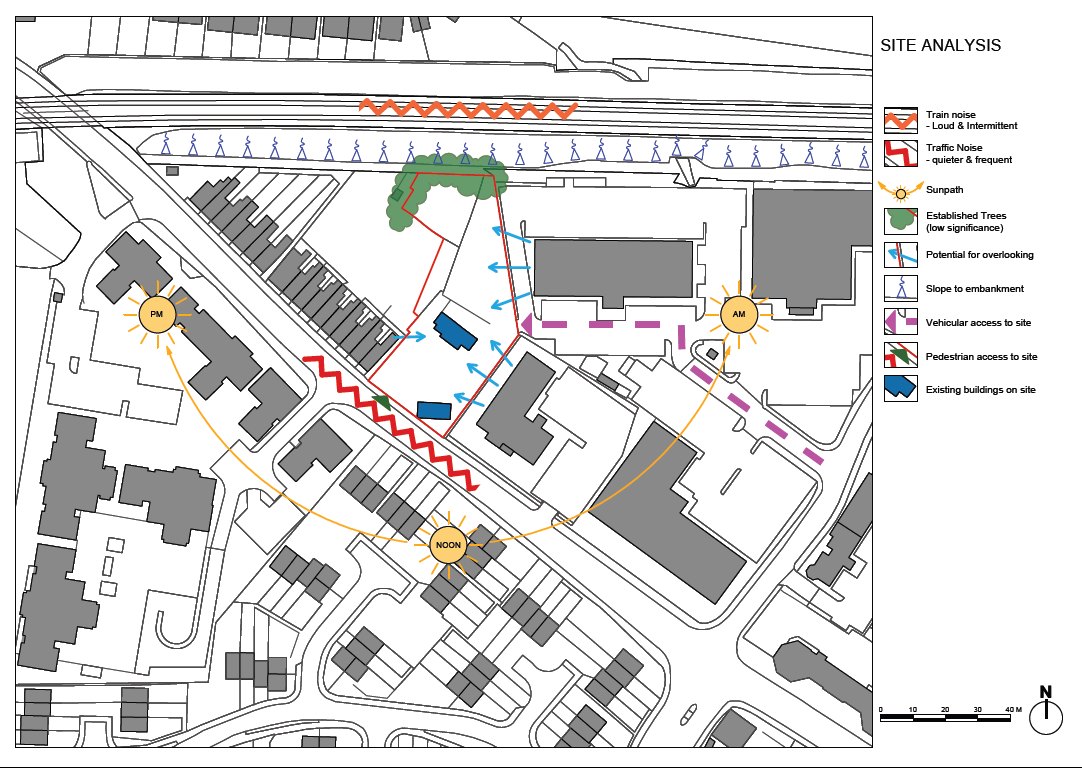 SITE ANALYSIS
Train noise
- Loud & Intermittent
Traffic Noise
- quieter & frequent
Sunpath
Established Trees
(low significance)
Potential for overlooking
Slope to embankment
Vehicular access to site
Pedestrian access to site
Existing buildings on site
PM
AM
NOON
N
0 10 20 30 40 M